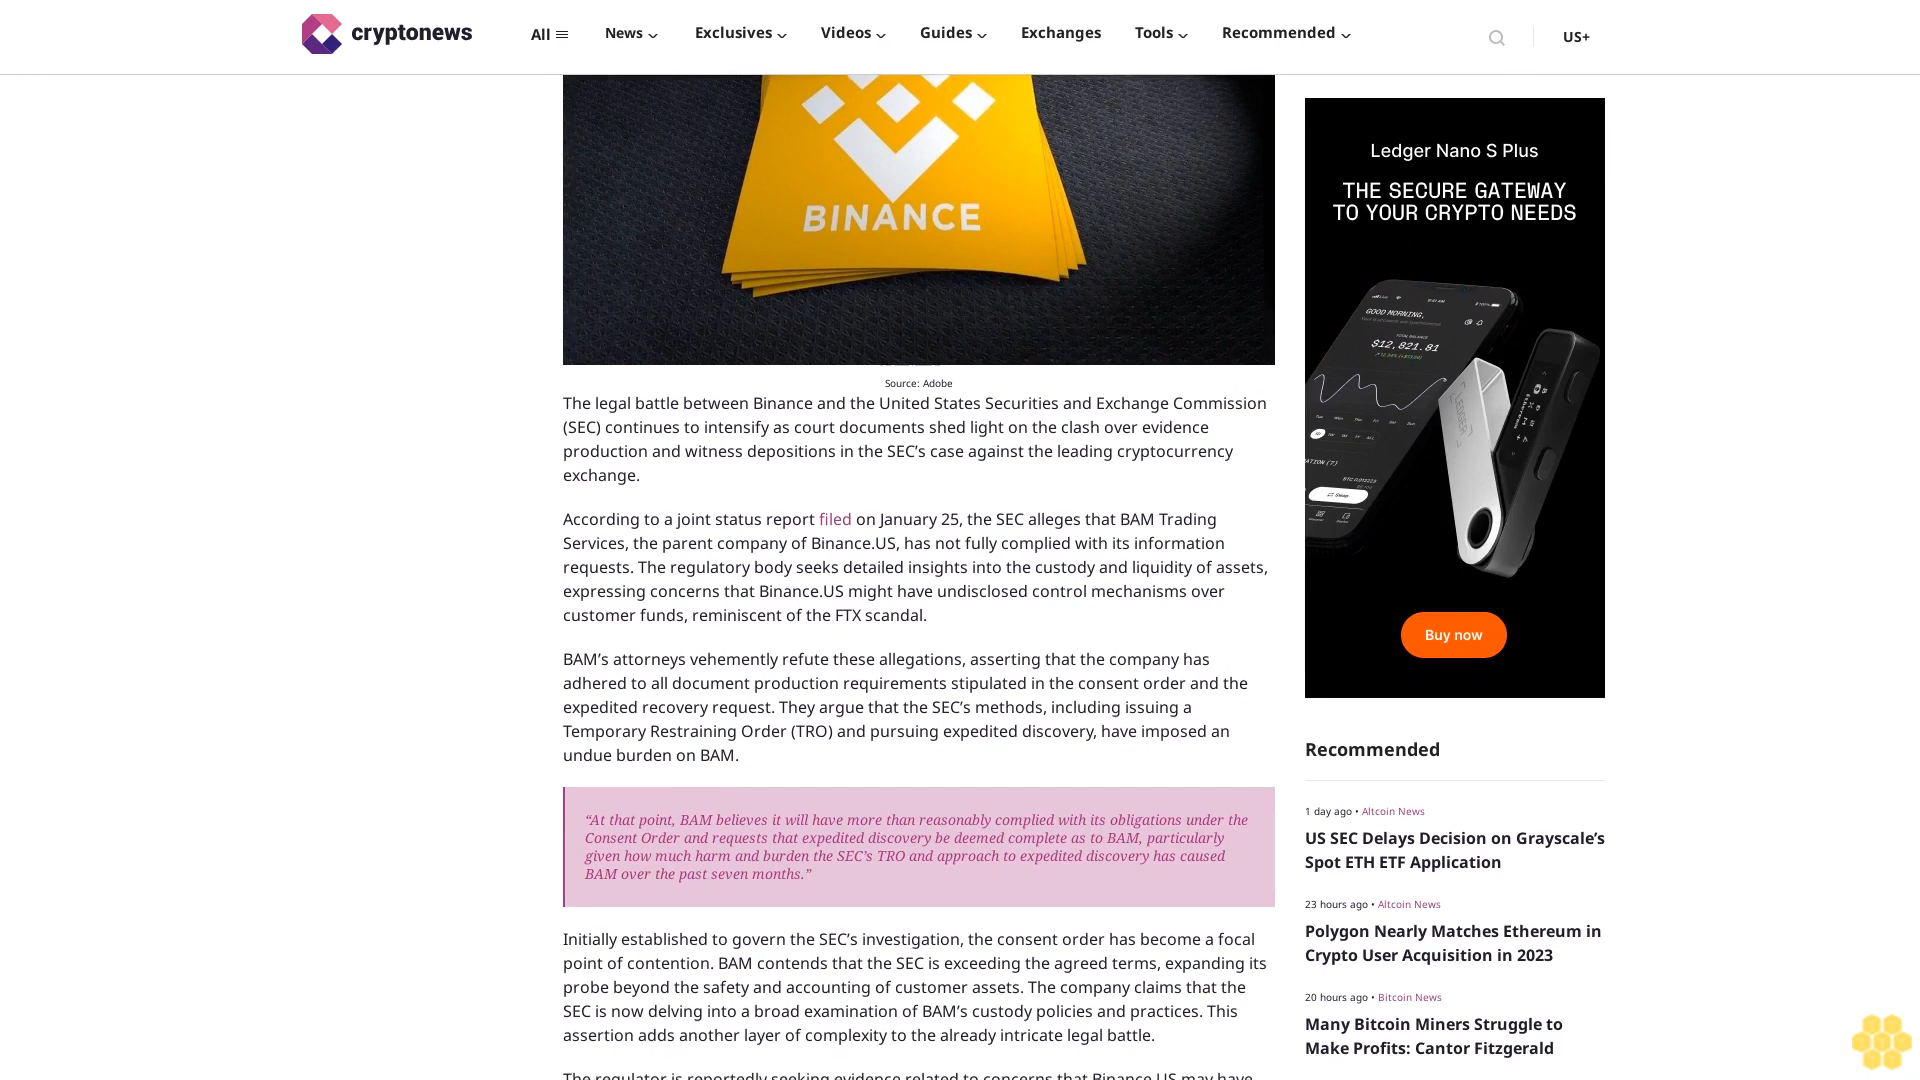 cryptonews
All
News
Exclusives
Videos
Guides
Exchanges
Tools
Recommended
US+
BINANCE
Source: Adobe
The legal battle between Binance and the United States Securities and Exchange Commission
(SEC) continues to intensify as court documents shed light on the clash over evidence
production and witness depositions in the SEC’s case against the leading cryptocurrency
exchange.
According to a joint status report filed on January 25, the SEC alleges that BAM Trading
Services, the parent company of Binance.US, has not fully complied with its information
requests. The regulatory body seeks detailed insights into the custody and liquidity of assets,
expressing concerns that Binance.US might have undisclosed control mechanisms over
customer funds, reminiscent of the FTX scandal.
BAM’s attorneys vehemently refute these allegations, asserting that the company has
adhered to all document production requirements stipulated in the consent order and the
expedited recovery request. They argue that the SEC’s methods, including issuing a
Temporary Restraining Order (TRO) and pursuing expedited discovery, have imposed an
undue burden on BAM.
“At that point, BAM believes it will have more than reasonably complied with its obligations under the
Consent Order and requests that expedited discovery be deemed complete as to BAM, particularly
given how much harm and burden the SEC’s TRO and approach to expedited discovery has caused
BAM over the past seven months.”
Initially established to govern the SEC’s investigation, the consent order has become a focal
point of contention. BAM contends that the SEC is exceeding the agreed terms, expanding its
probe beyond the safety and accounting of customer assets. The company claims that the
SEC is now delving into a broad examination of BAM’s custody policies and practices. This
assertion adds another layer of complexity to the already intricate legal battle.
The regulator is reportedly seeking evidence related to concerns that Binance.US may have
Ledger Nano S Plus
THE SECURE GATEWAY
TO YOUR CRYPTO NEEDS
GOOD MORNING,
$12,821.81
LEDGER
Ethereum
Swap
Buy now
Recommended
1 day ago • Altcoin News
US SEC Delays Decision on Grayscale’s
Spot ETH ETF Application
23 hours ago • Altcoin News
Polygon Nearly Matches Ethereum in
Crypto User Acquisition in 2023
20 hours ago • Bitcoin News
Many Bitcoin Miners Struggle to
Make Profits: Cantor Fitzgerald